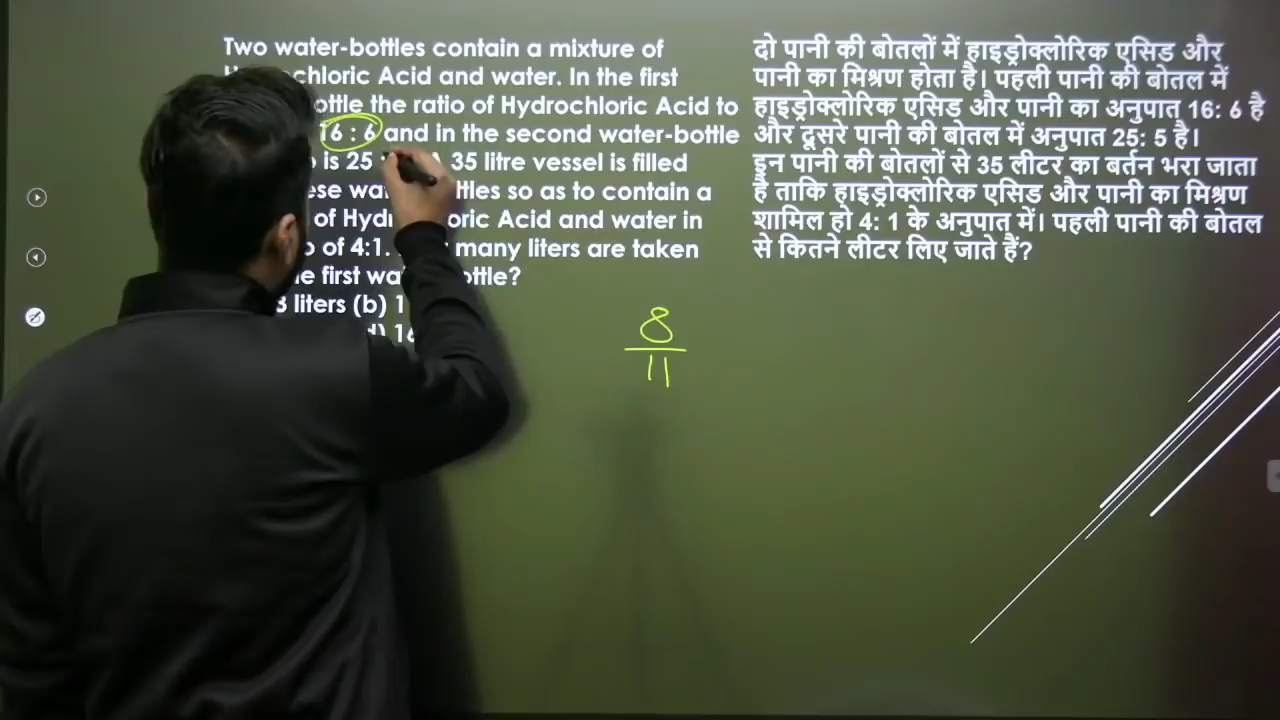 Two water-bottles contain a mixture of
chloric Acid and water. In the first
ottle the ratio of Hydrochloric Acid to
16 : 6 and in the second water-bottle
is 25 35 litre vessel is filled
ese wa tles so as to contain a
of Hydr oric Acid and water in
o of 4:1. many liters are taken
e first wa ottle?
3 liters (b) 1
d) 16
दो पानी की बोतलों में हाइड्रोक्लोरिक एसिड और
पानी का मिश्रण होता है। पहली पानी की बोतल में
हाइड्रोक्लोरिक एसिड और पानी का अनुपात 16: 6 है
और दूसरे पानी की बोतल में अनुपात 25: 5 है।
इन पानी की बोतलों से 35 लीटर का बर्तन भरा जाता
है ताकि हाइड्रोक्लोरिक एसिड और पानी का मिश्रण
शामिल हो 4: 1 के अनुपात में। पहली पानी की बोतल
से कितने लीटर लिए जाते हैं?
8
11